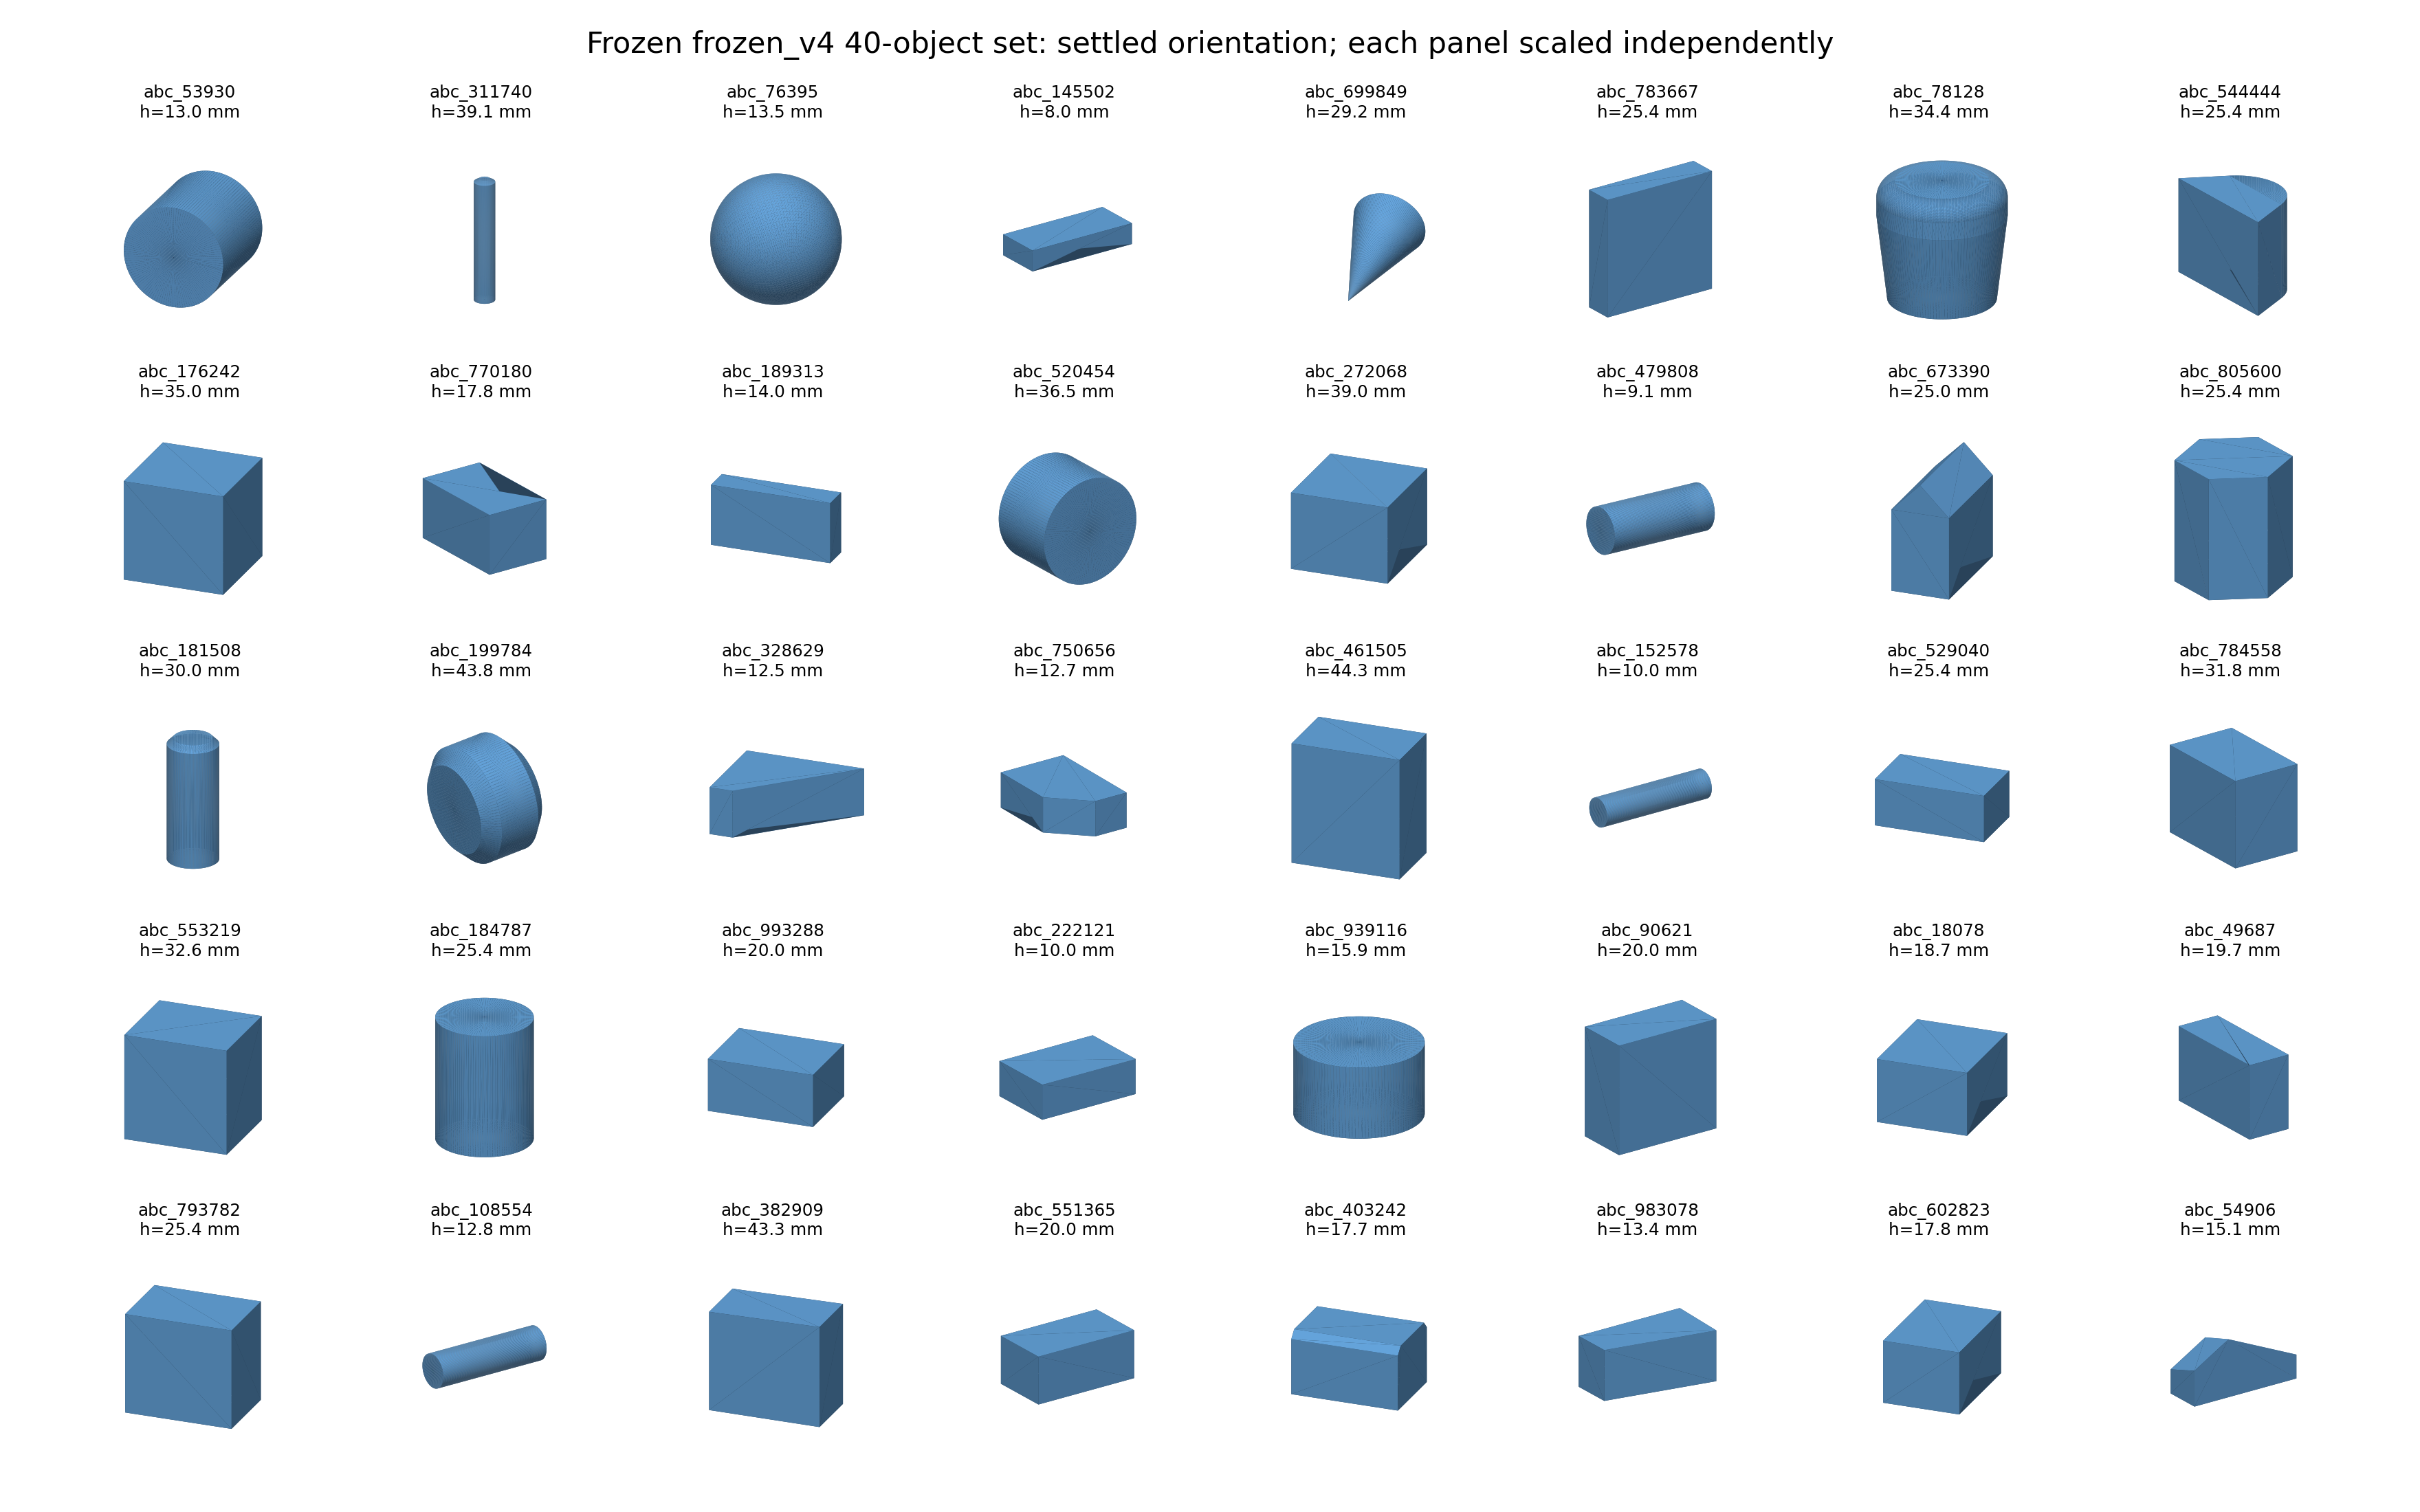 Frozen frozen_v4 40-object set: settled orientation; each panel scaled independently
abc_53930
h=13.0 mm
abc_311740
h=39.1 mm
abc_76395
h=13.5 mm
abc_145502
h=8.0 mm
abc_699849
h=29.2 mm
abc_783667
h=25.4 mm
abc_78128
h=34.4 mm
abc_544444
h=25.4 mm
abc_176242
h=35.0 mm
abc_770180
h=17.8 mm
abc_189313
h=14.0 mm
abc_520454
h=36.5 mm
abc_272068
h=39.0 mm
abc_479808
h=9.1 mm
abc_673390
h=25.0 mm
abc_805600
h=25.4 mm
abc_181508
h=30.0 mm
abc_199784
h=43.8 mm
abc_328629
h=12.5 mm
abc_750656
h=12.7 mm
abc_461505
h=44.3 mm
abc_152578
h=10.0 mm
abc_529040
h=25.4 mm
abc_784558
h=31.8 mm
abc_553219
h=32.6 mm
abc_184787
h=25.4 mm
abc_993288
h=20.0 mm
abc_222121
h=10.0 mm
abc_939116
h=15.9 mm
abc_90621
h=20.0 mm
abc_18078
h=18.7 mm
abc_49687
h=19.7 mm
abc_793782
h=25.4 mm
abc_108554
h=12.8 mm
abc_382909
h=43.3 mm
abc_551365
h=20.0 mm
abc_403242
h=17.7 mm
abc_983078
h=13.4 mm
abc_602823
h=17.8 mm
abc_54906
h=15.1 mm